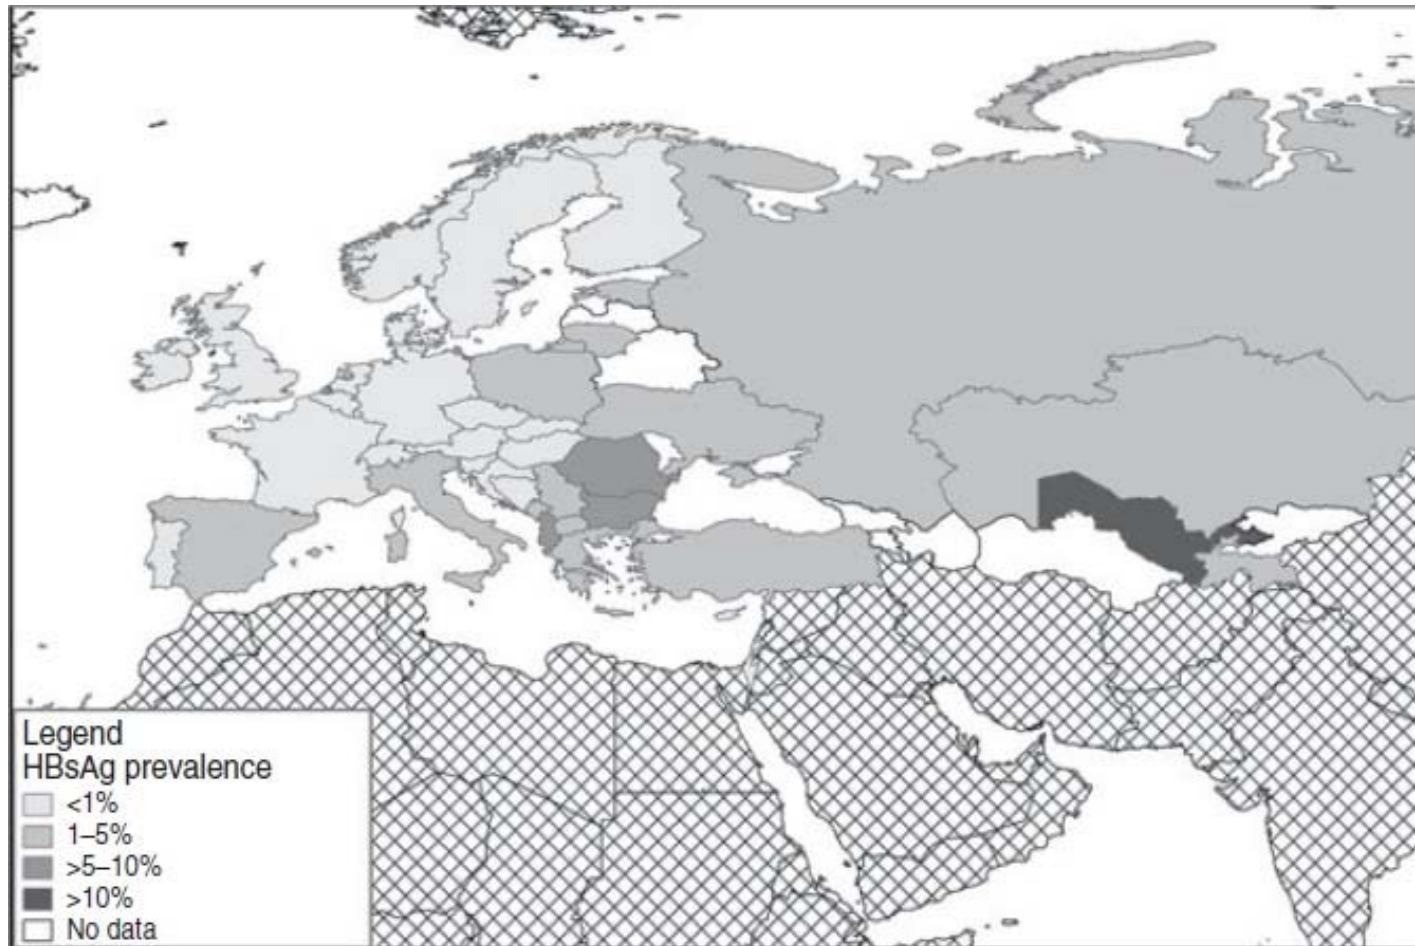 Legend
HBsAg prevalence
<1%
1–5%
>5–10%
>10%
No data